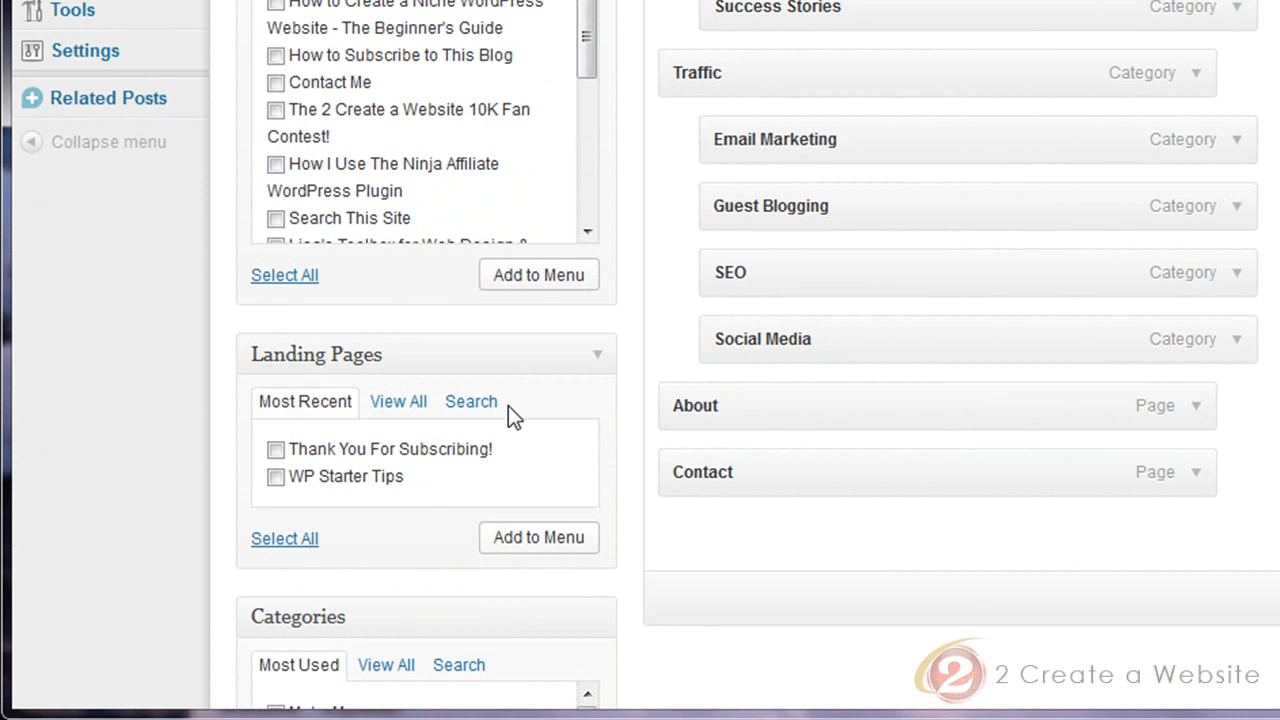 Tools
Settings
Related Posts
Collapse menu
How to Create a Niche WordPress
Website - The Beginner's Guide
How to Subscribe to This Blog
Contact Me
The 2 Create a Website 10K Fan
Contest!
How I Use The Ninja Affiliate
WordPress Plugin
Search This Site
Select All
Add to Menu
Landing Pages
Most Recent
View All
Search
Thank You For Subscribing!
WP Starter Tips
Select All
Add to Menu
Categories
Most Used
View All
Search
Success Stories Category
Traffic Category
Email Marketing Category
Guest Blogging Category
SEO Category
Social Media Category
About Page
Contact Page
2 2 Create a Website